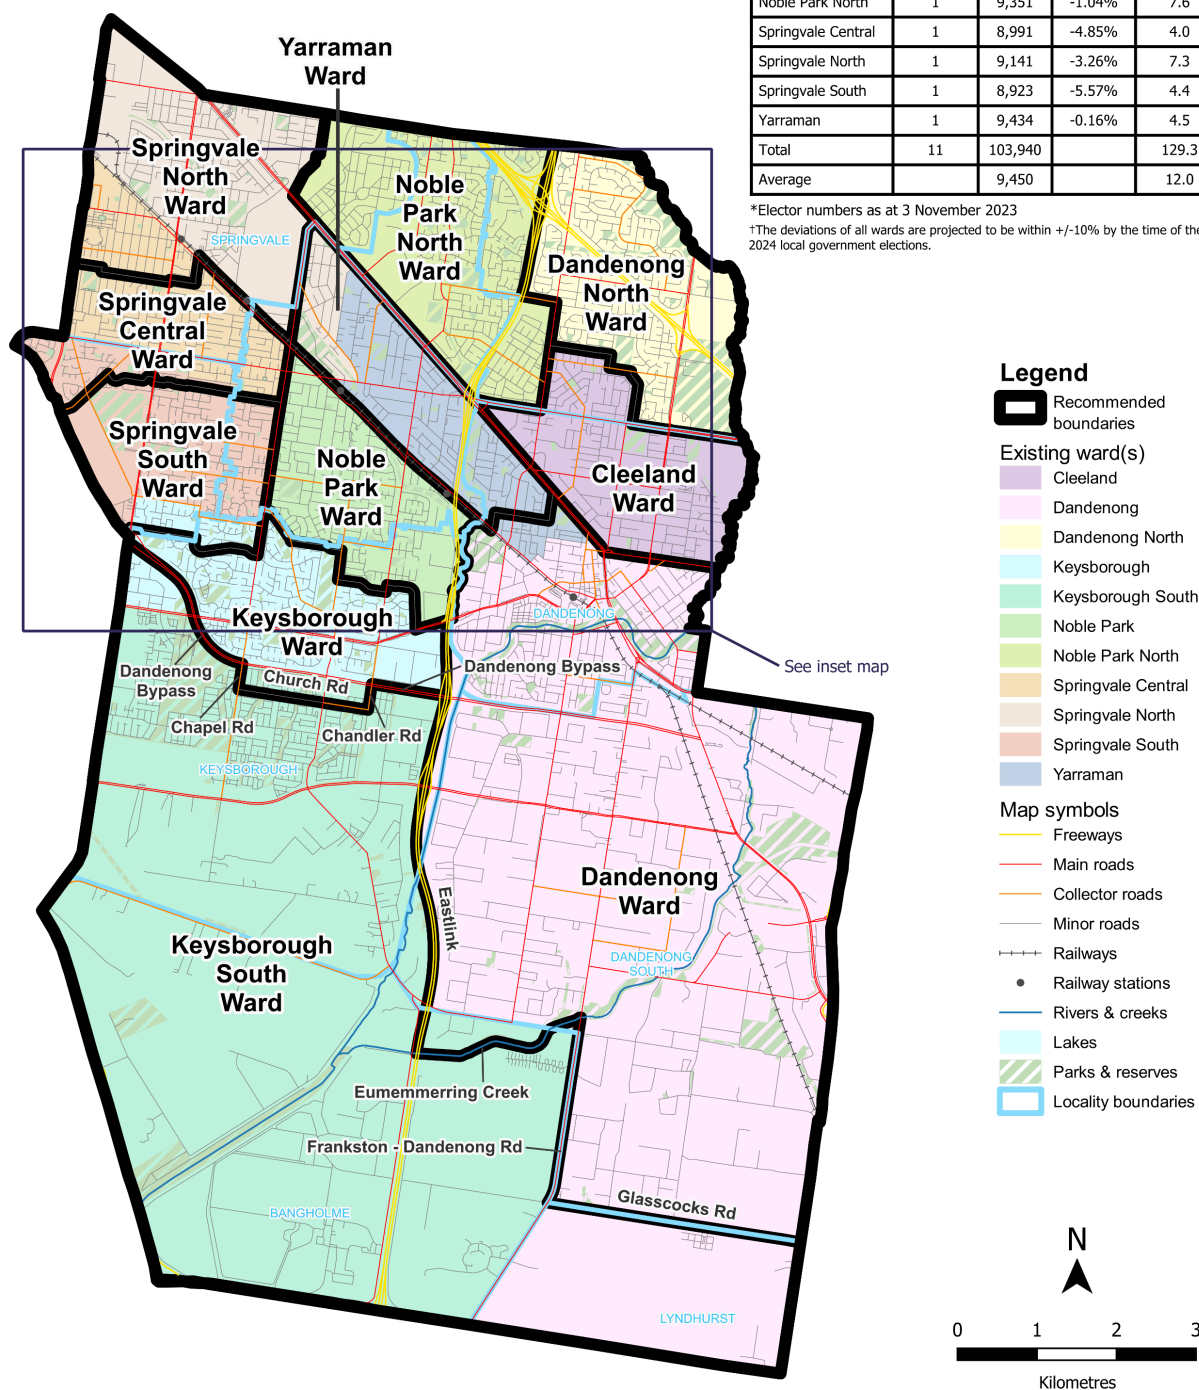 Noble Park North 1 9,351 -1.04% 7.6
Springvale Central 1 8,991 -4.85% 4.0
Springvale North 1 9,141 -3.26% 7.3
Springvale South 1 8,923 -5.57% 4.4
Yarraman 1 9,434 -0.16% 4.5
Total 11 103,940 129.3
Average 9,450 12.0
*Elector numbers as at 3 November 2023
†The deviations of all wards are projected to be within +/-10% by the time of the
2024 local government elections.
Yarraman
Ward
Springvale
North
Ward
SPRINGVALE
Noble
Park
North
Ward
Dandenong
North
Ward
Springvale
Central
Ward
Springvale
South
Ward
Noble
Park
Ward
Cleeland
Ward
DANDENONG
Keysborough
Ward
See inset map
Dandenong
Bypass
Church Rd
Dandenong Bypass
Chapel Rd
Chandler Rd
KEYSBOROUGH
Dandenong
Ward
Eastlink
Keysborough
South
Ward
DANDENONG
SOUTH
Eumemmerring Creek
Frankston - Dandenong Rd
Glasscocks Rd
BANGHOLME
LYNDHURST
Legend
Recommended
boundaries
Existing ward(s)
Cleeland
Dandenong
Dandenong North
Keysborough
Keysborough South
Noble Park
Noble Park North
Springvale Central
Springvale North
Springvale South
Yarraman
Map symbols
Freeways
Main roads
Collector roads
Minor roads
Railways
Railway stations
Rivers & creeks
Lakes
Parks & reserves
Locality boundaries
N
0 1 2 3
Kilometres